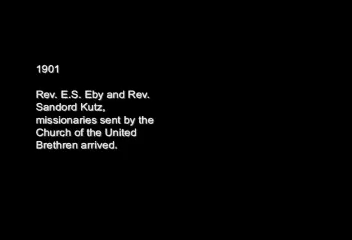 1901
Rev. E.S. Eby and Rev.
Sandord Kutz,
missionaries sent by the
Church of the United
Brethren arrived.